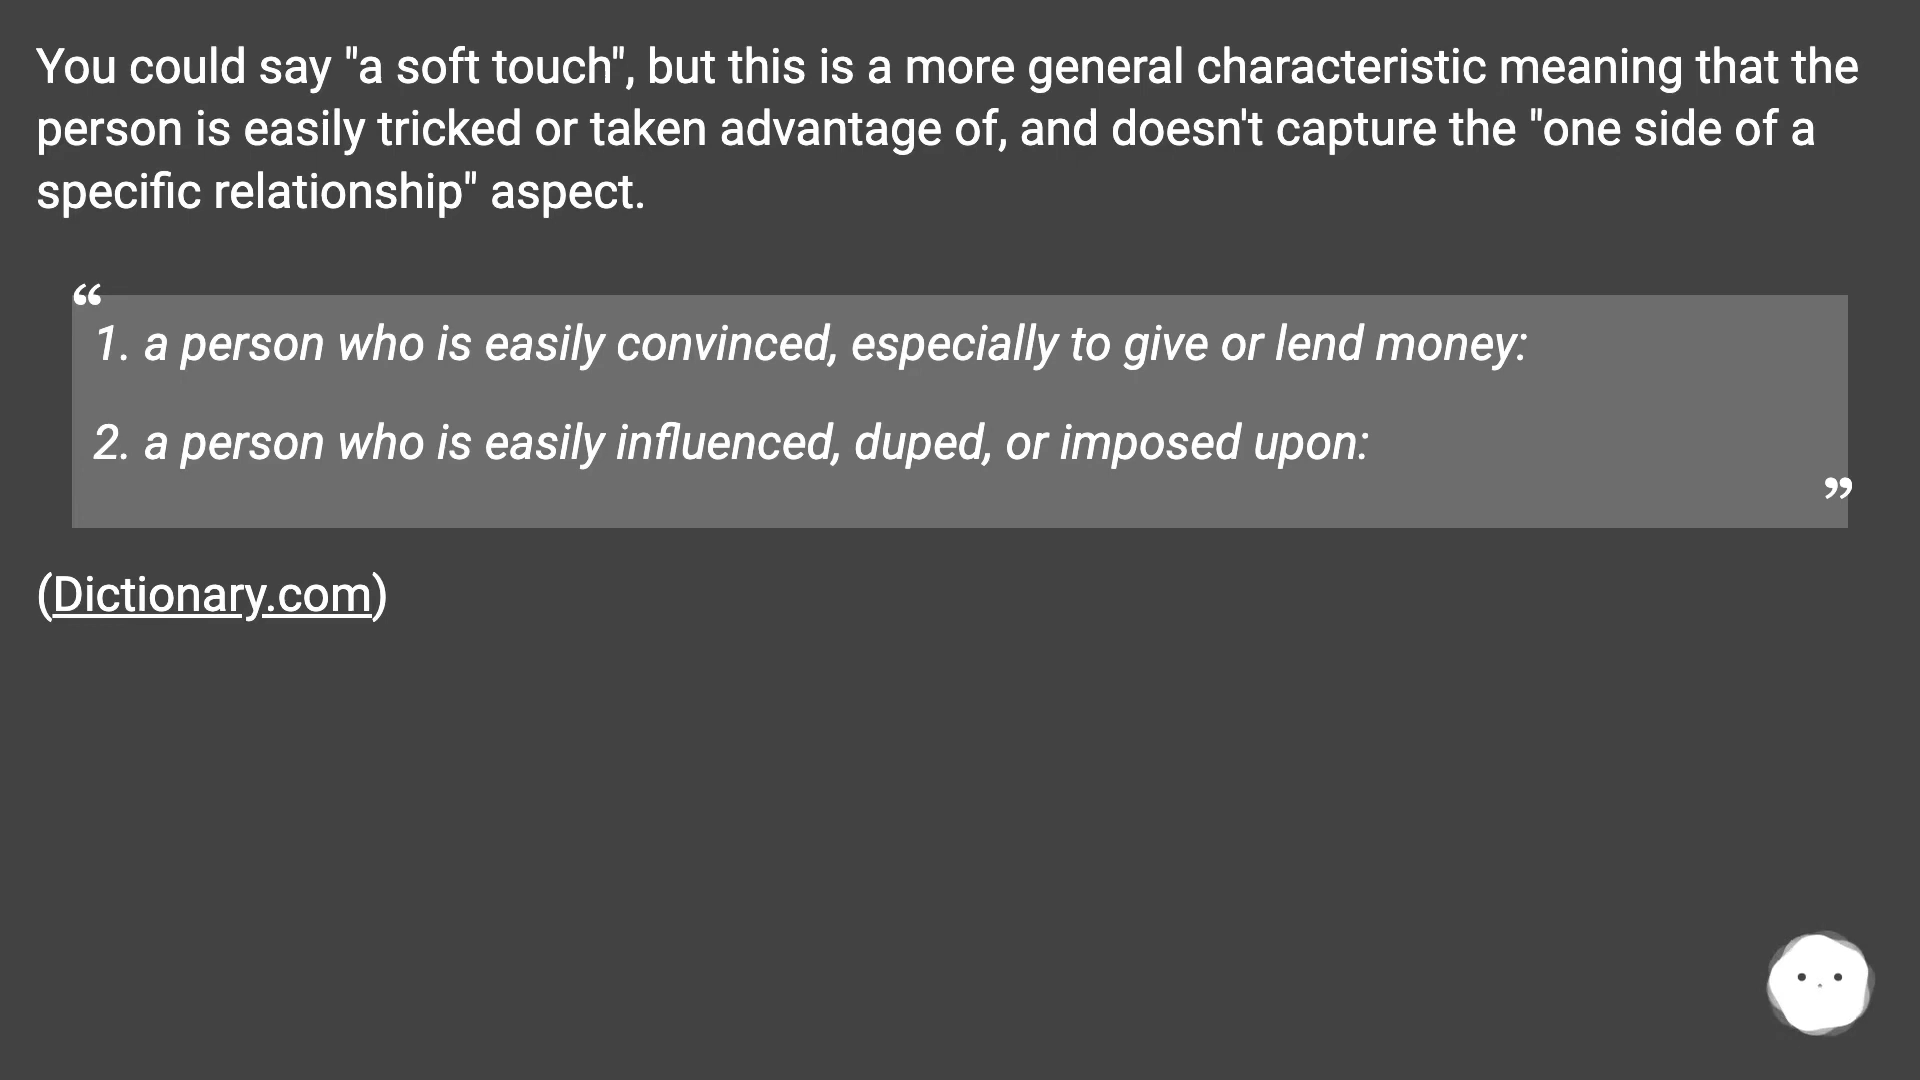 You could say "a soft touch", but this is a more general characteristic meaning that the
person is easily tricked or taken advantage of, and doesn't capture the "one side of a
specific relationship" aspect.
“
1. a person who is easily convinced, especially to give or lend money:
2. a person who is easily influenced, duped, or imposed upon:
”
(Dictionary.com)